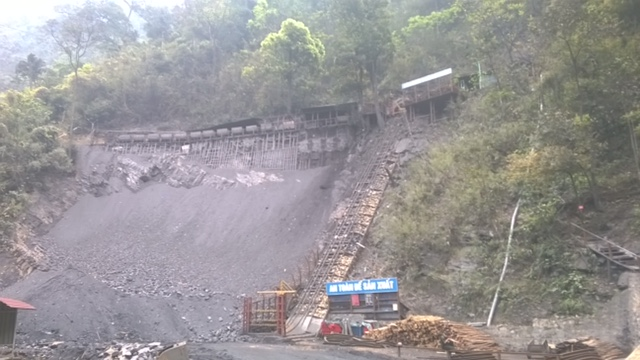 AN TOÀN ĐỂ SẢN XUẤT